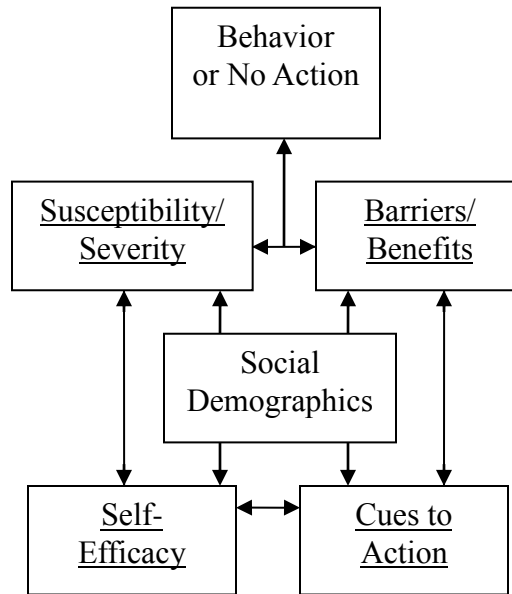 Behavior
or No Action
Susceptibility/
Severity
Barriers/
Benefits
Social
Demographics
Self-
Efficacy
Cues to
Action